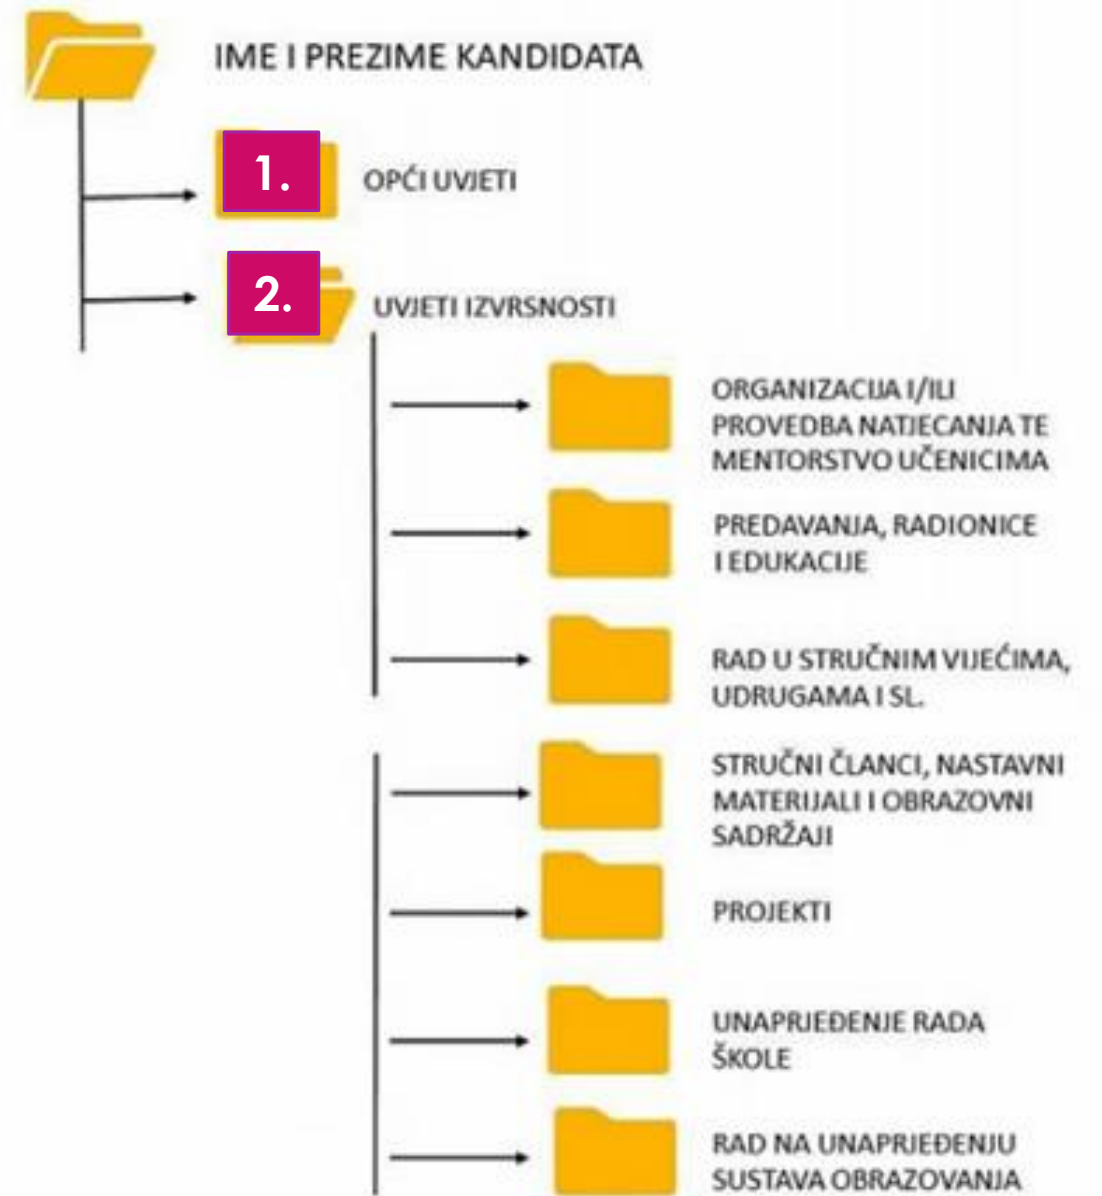 IME I PREZIME KANDIDATA
1.
OPĆI UVJETI
2.
UVJETI IZVRSNOSTI
ORGANIZACIJA I/ILI
PROVEDBA NATJECANJA TE
MENTORSTVO UČENICIMA
PREDAVANJA, RADIONICE
I EDUKACIJE
RAD U STRUČNIM VIJEĆIMA,
UDRUGAMA I SL.
STRUČNI ČLANCI, NASTAVNI
MATERIJALI I OBRAZOVNI
SADRŽAJI
PROJEKTI
UNAPRJEĐENJE RADA
ŠKOLE
RAD NA UNAPRJEĐENJU
SUSTAVA OBRAZOVANJA